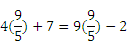 4(9/5) + 7 = 9(9/5) − 2